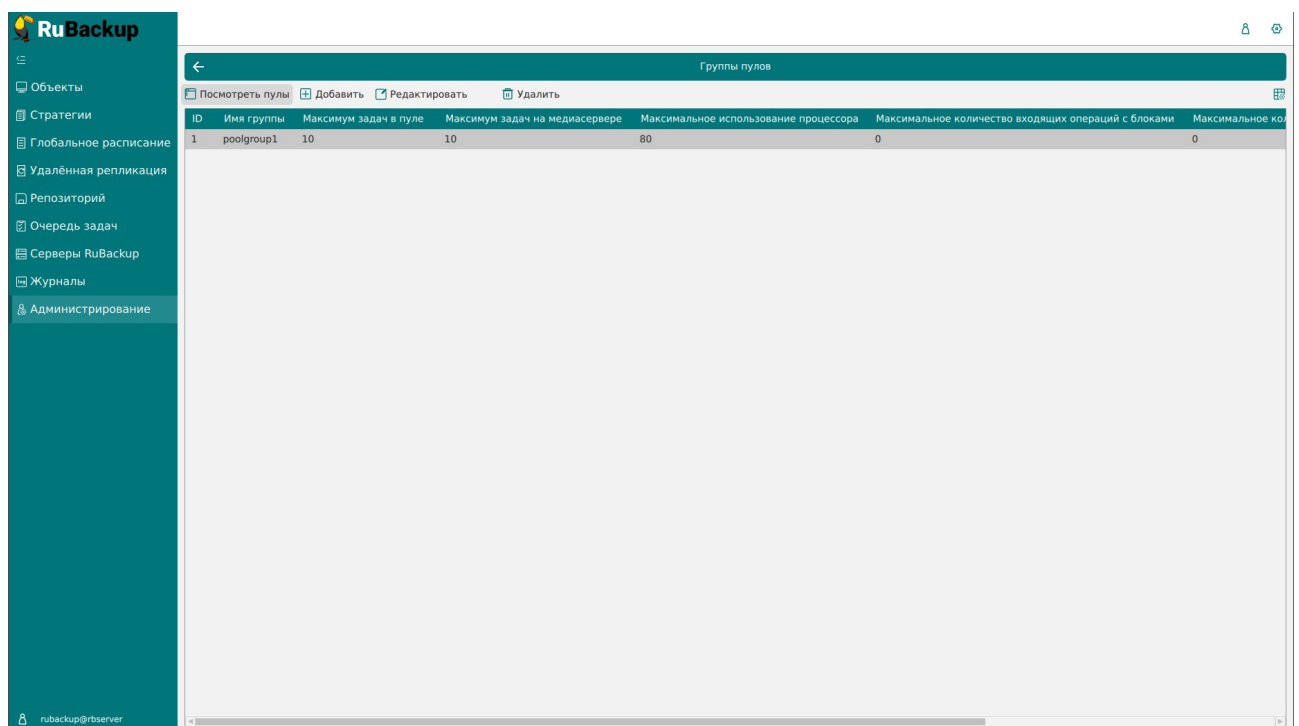 RuBackup
Группы пулов
Объекты
Стратегии
Глобальное расписание
Удалённая репликация
Репозиторий
Очередь задач
Серверы RuBackup
Журналы
Администрирование
Посмотреть пулы Добавить Редактировать Удалить
ID Имя группы Максимум задач в пуле Максимум задач на медиасервере Максимальное использование процессора Максимальное количество входящих операций с блоками Максимальное кол
1 poolgroup1 10 10 80 0 0
rubackup@rbserver